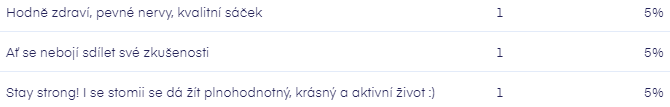 Hodně zdraví, pevné nervy, kvalitní sáček 1 5%
Ať se nebojí sdílet své zkušenosti 1 5%
Stay strong! I se stomii se dá žít plnohodnotný, krásný a aktivní život :) 1 5%